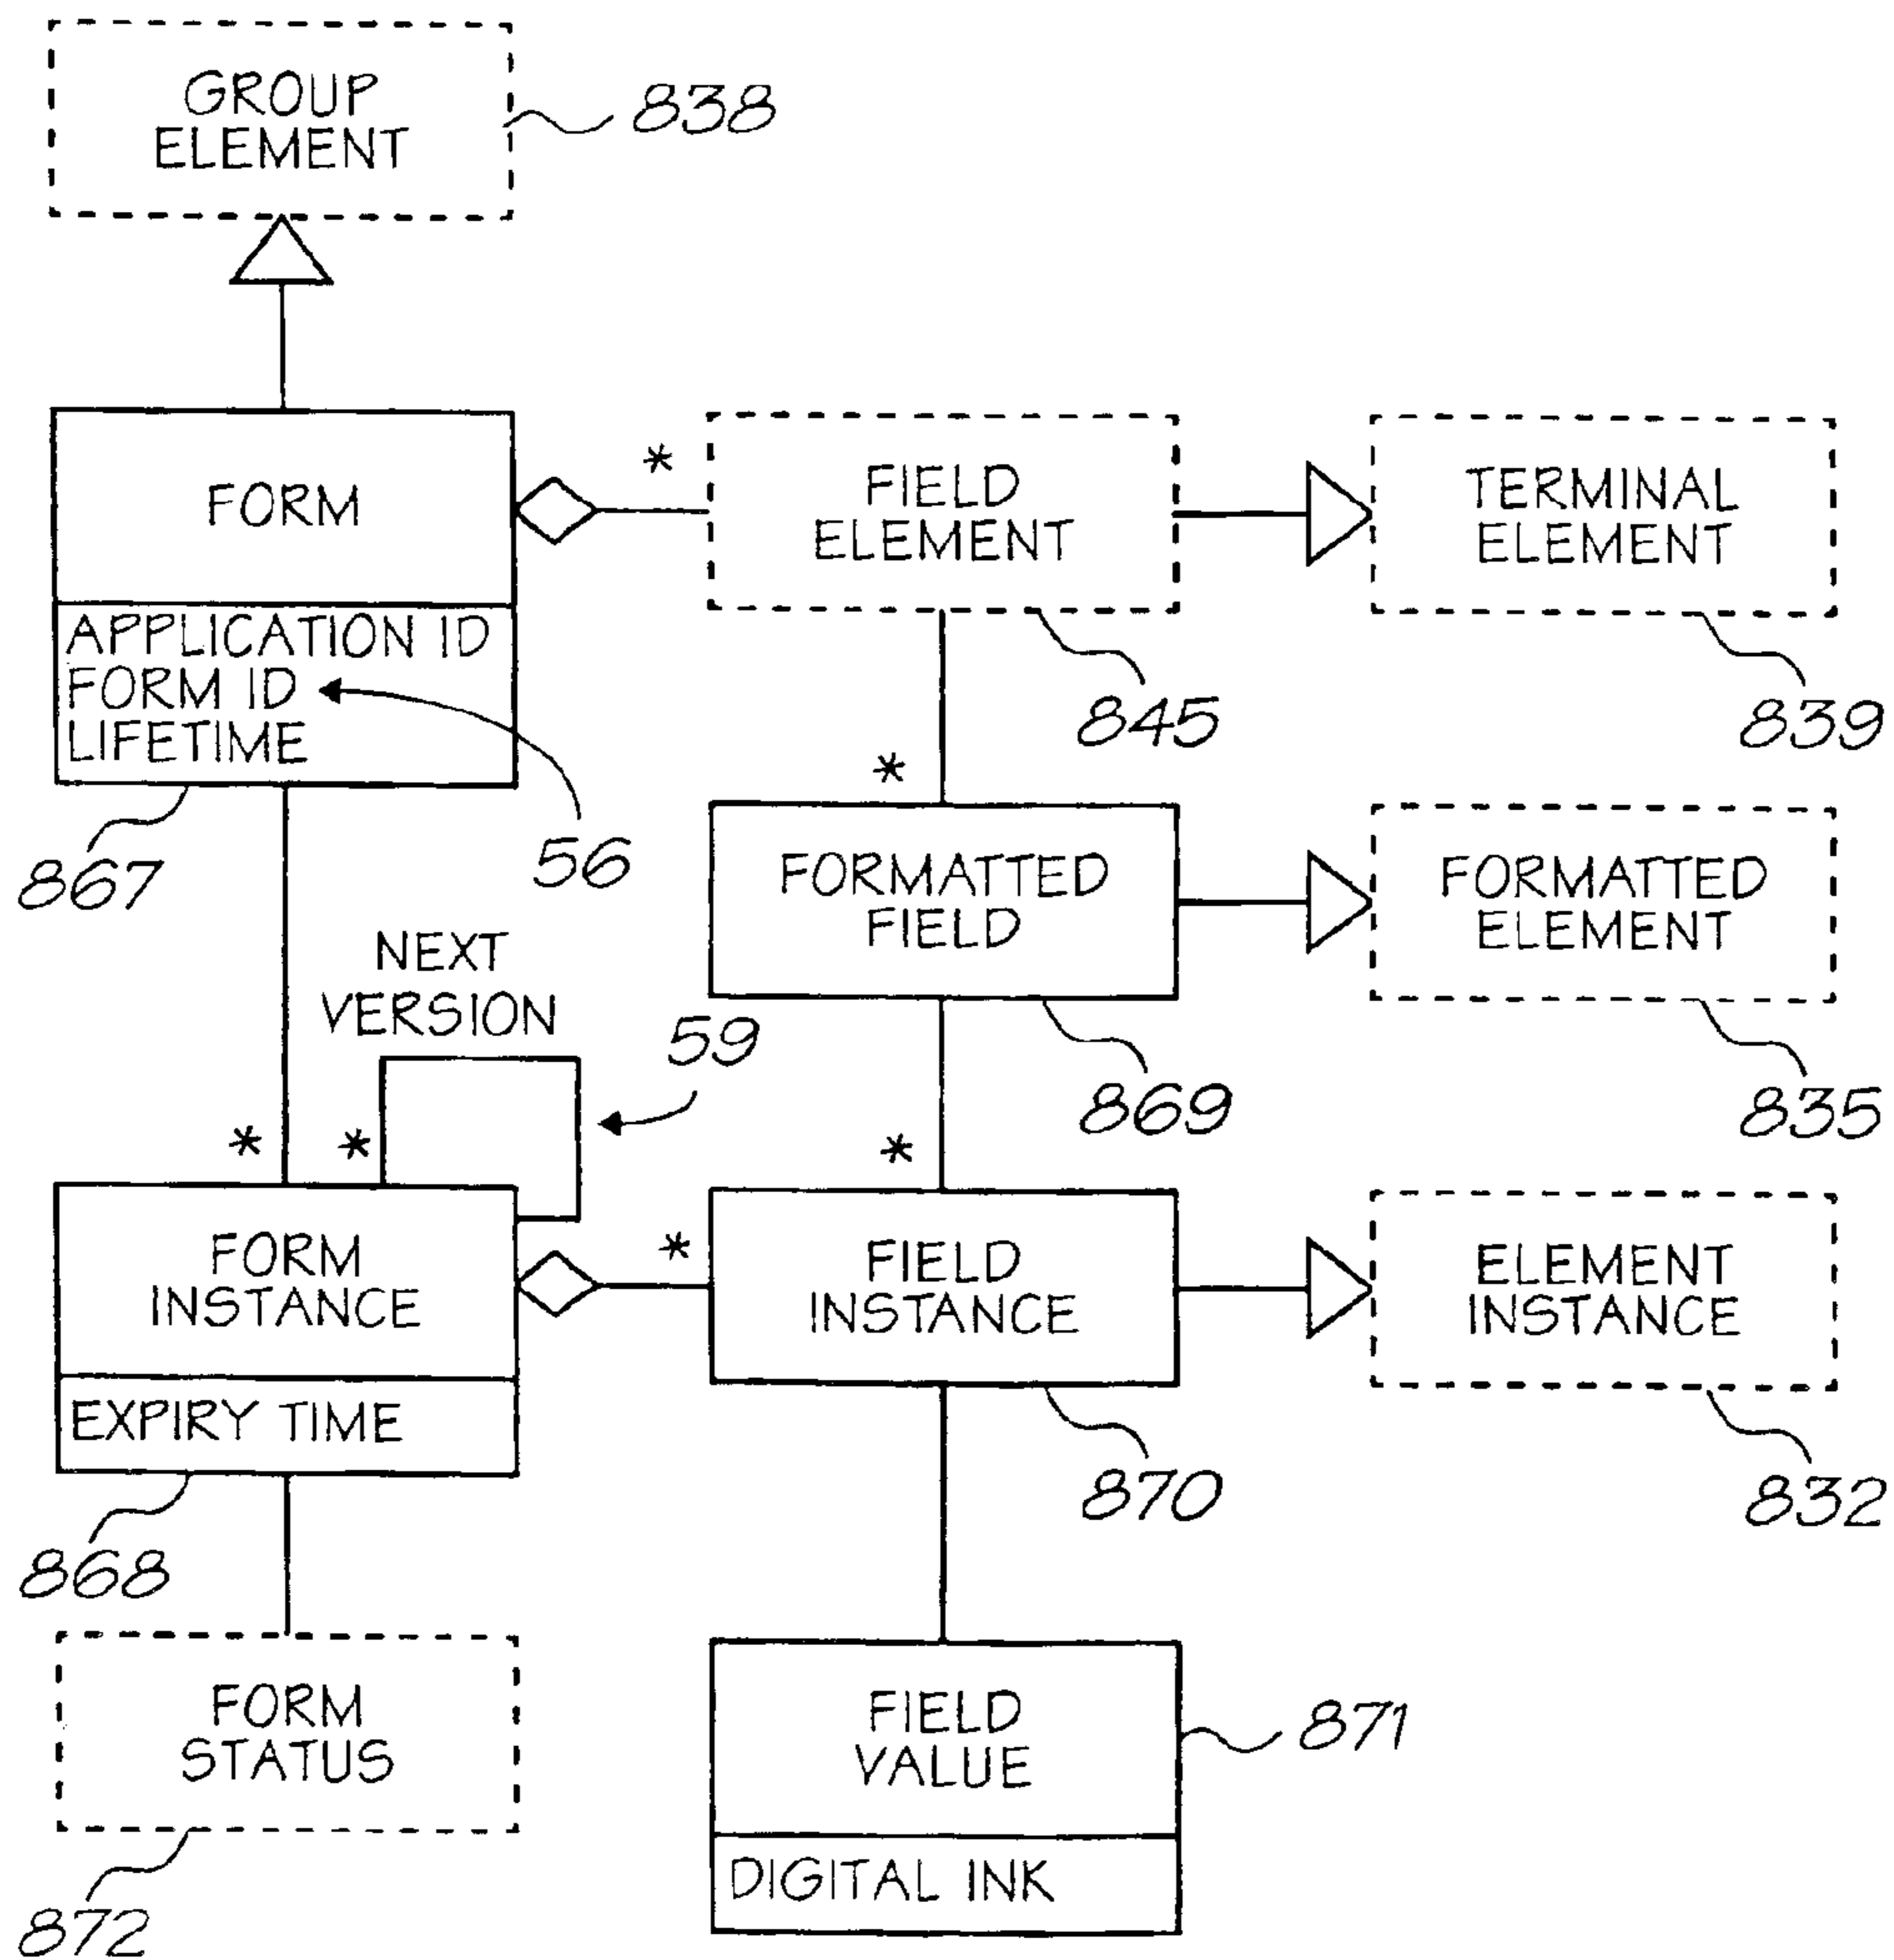 GROUP
ELEMENT
838
FORM
APPLICATION ID
FORM ID
LIFETIME
867
56
*
FIELD
ELEMENT
845
TERMINAL
ELEMENT
839
*
FORMATTED
FIELD
869
FORMATTED
ELEMENT
835
NEXT
VERSION
59
*
*
*
FORM
INSTANCE
EXPIRY TIME
868
*
FIELD
INSTANCE
870
ELEMENT
INSTANCE
832
FORM
STATUS
872
FIELD
VALUE
DIGITAL INK
871